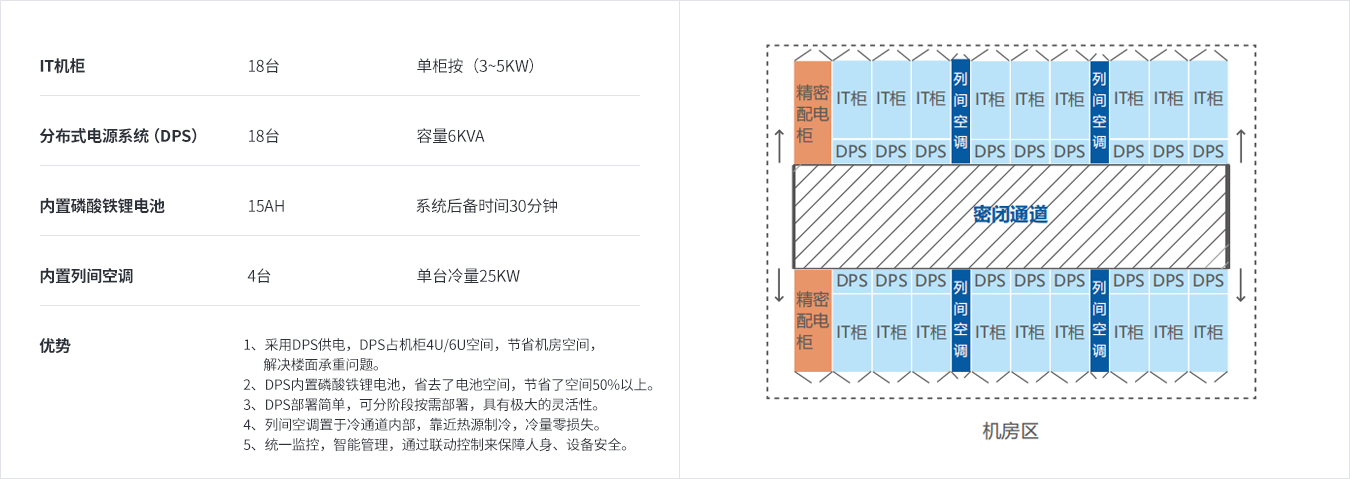 IT机柜 18台 单柜按（3~5KW）
分布式电源系统 (DPS) 18台 容量6KVA
内置磷酸铁锂电池 15AH 系统后备时间30分钟
内置列间空调 4台 单台冷量25KW
优势
1、采用DPS供电，DPS占机柜4U/6U空间，节省机房空间，
解决楼面承重问题。
2、DPS内置磷酸铁锂电池，省去了电池空间，节省了空间50%以上。
3、DPS部署简单，可分阶段按需部署，具有极大的灵活性。
4、列间空调置于冷通道内部，靠近热源制冷，冷量零损失。
5、统一监控，智能管理，通过联动控制来保障人身、设备安全。
精密
配电
柜
IT柜 IT柜 IT柜
列
间
空
调
IT柜 IT柜 IT柜
列
间
空
调
IT柜 IT柜 IT柜
DPS DPS DPS DPS DPS DPS DPS DPS DPS
密闭通道
DPS DPS DPS DPS DPS DPS DPS DPS DPS
精密
配电
柜
IT柜 IT柜 IT柜
列
间
空
调
IT柜 IT柜 IT柜
列
间
空
调
IT柜 IT柜 IT柜
机房区